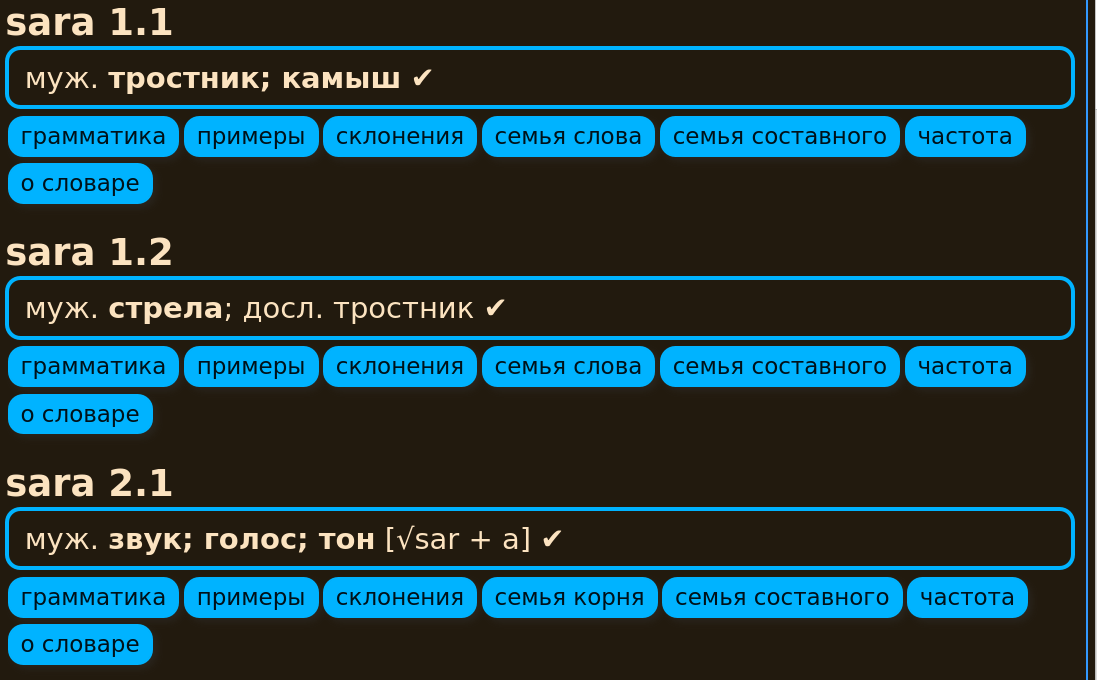 sara 1.1
муж. тростник; камыш ✔
грамматика примеры склонения семья слова семья составного частота
о словаре
sara 1.2
муж. стрела; досл. тростник ✔
грамматика примеры склонения семья слова семья составного частота
о словаре
sara 2.1
муж. звук; голос; тон [√sar + a] ✔
грамматика примеры склонения семья корня семья составного частота
о словаре